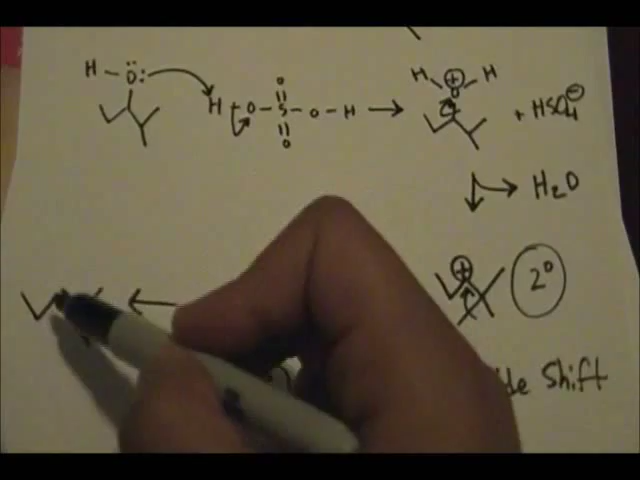 H O: H O S O H O O → H ⊕ O H + HSO₄⊖
H₂O
⊕ 2°
Shift